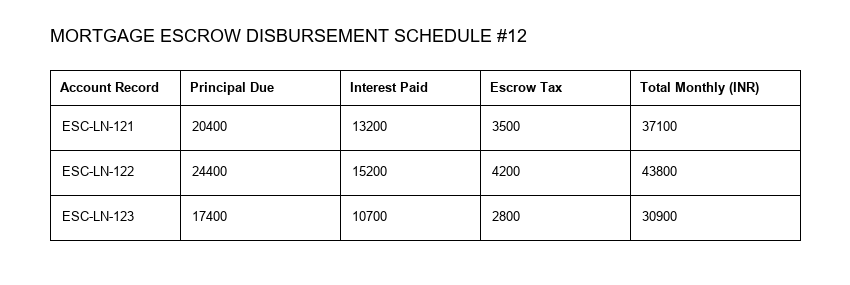 MORTGAGE ESCROW DISBURSEMENT SCHEDULE #12
Account Record Principal Due Interest Paid Escrow Tax Total Monthly (INR)
ESC-LN-121 20400 13200 3500 37100
ESC-LN-122 24400 15200 4200 43800
ESC-LN-123 17400 10700 2800 30900